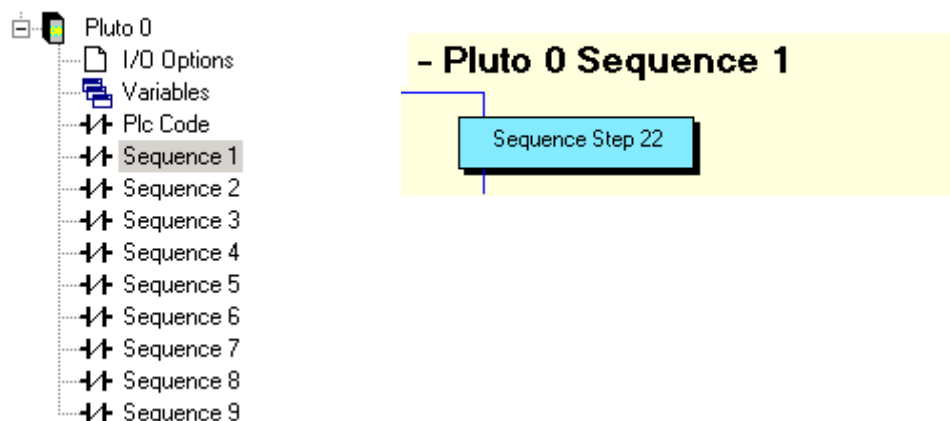 Pluto 0
I/O Options
Variables
Plc Code
Sequence 1
Sequence 2
Sequence 3
Sequence 4
Sequence 5
Sequence 6
Sequence 7
Sequence 8
Sequence 9
- Pluto 0 Sequence 1
Sequence Step 22